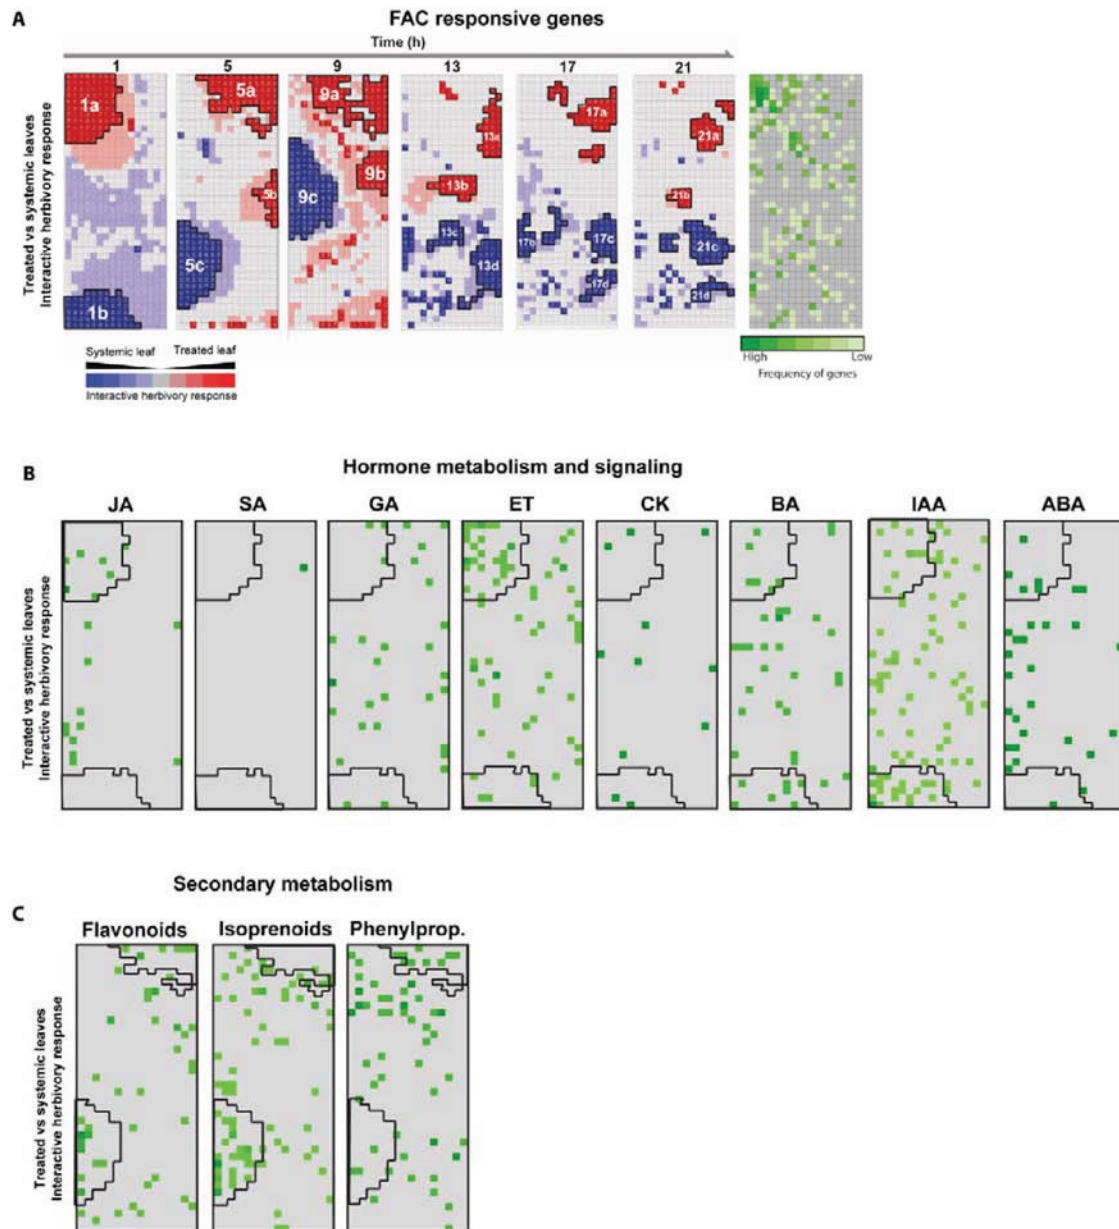 A
FAC responsive genes
Time (h)
1 5 9 13 17 21
Treated vs systemic leaves
Interactive herbivory response
1a 5a 9a 13a 17a 21a
5b 9b 13b 21b
9c 13c 17b 17c 21c
5c 13d 17d 21d
1b
Systemic leaf Treated leaf
Interactive herbivory response
High Low
Frequency of genes
B
Hormone metabolism and signaling
JA SA GA ET CK BA IAA ABA
Treated vs systemic leaves
Interactive herbivory response
Secondary metabolism
C
Flavonoids Isoprenoids Phenylprop.
Treated vs systemic leaves
Interactive herbivory response